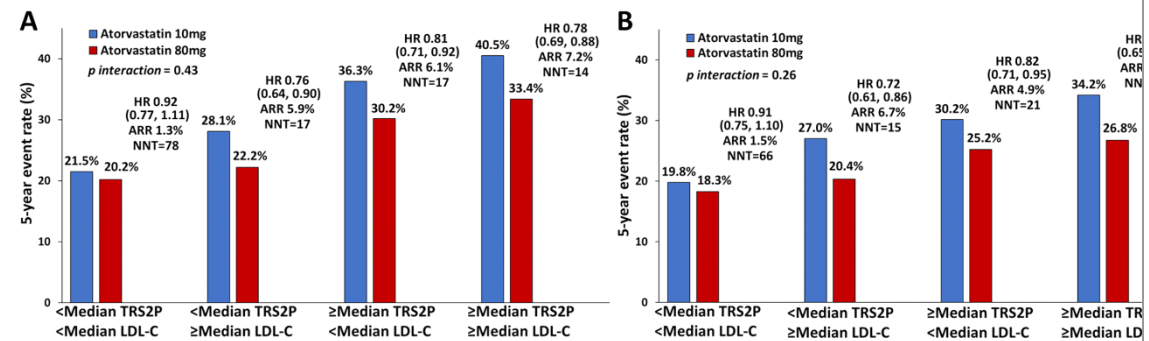 A
Atorvastatin 10mg
Atorvastatin 80mg
p interaction = 0.43
5-year event rate (%)
40
30
20
10
0
HR 0.92
(0.77, 1.11)
ARR 1.3%
NNT=78
21.5%
20.2%
HR 0.76
(0.64, 0.90)
ARR 5.9%
NNT=17
28.1%
22.2%
HR 0.81
(0.71, 0.92)
ARR 6.1%
NNT=17
36.3%
30.2%
HR 0.78
(0.69, 0.88)
ARR 7.2%
NNT=14
40.5%
33.4%
<Median TRS2P
<Median LDL-C
<Median TRS2P
≥Median LDL-C
≥Median TRS2P
<Median LDL-C
≥Median TRS2P
≥Median LDL-C
B
Atorvastatin 10mg
Atorvastatin 80mg
p interaction = 0.26
5-year event rate (%)
40
30
20
10
0
HR 0.91
(0.75, 1.10)
ARR 1.5%
NNT=66
19.8%
18.3%
HR 0.72
(0.61, 0.86)
ARR 6.7%
NNT=15
27.0%
20.4%
HR 0.82
(0.71, 0.95)
ARR 4.9%
NNT=21
30.2%
25.2%
HR
(0.65
34.2%
26.8%
<Median TRS2P
<Median LDL-C
<Median TRS2P
≥Median LDL-C
≥Median TRS2P
<Median LDL-C
≥Median TR
≥Median LD